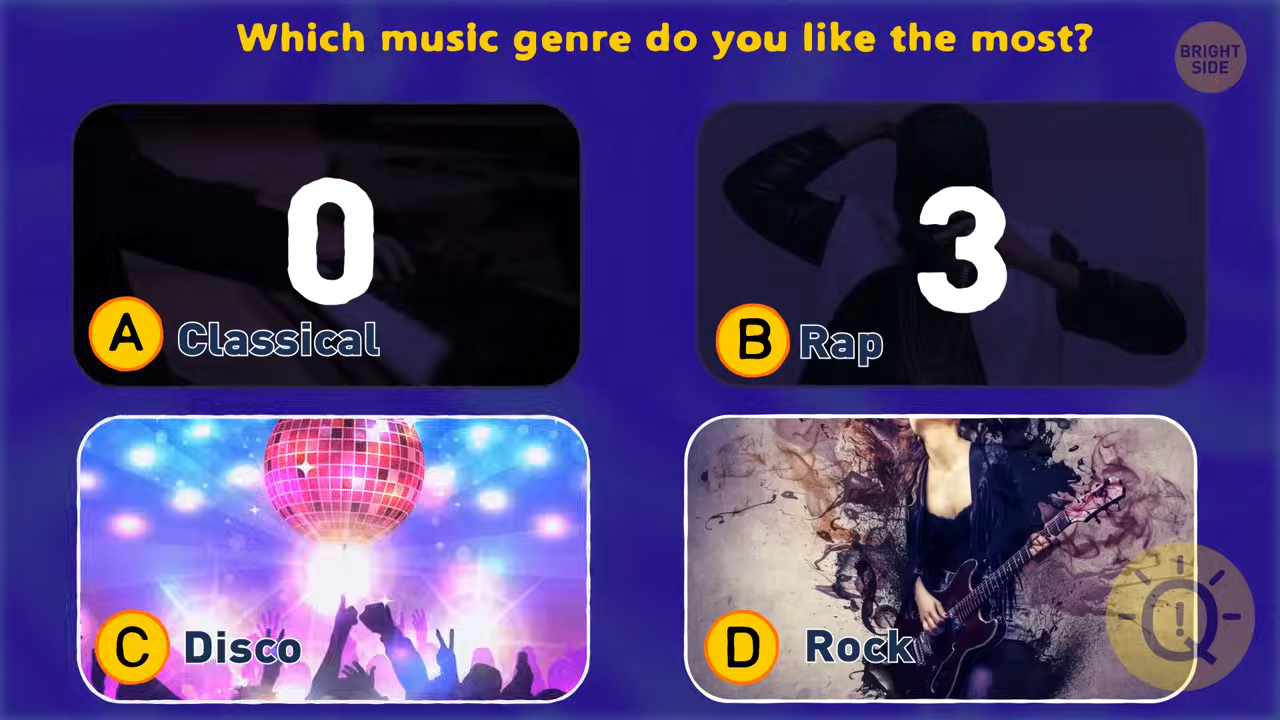 Which music genre do you like the most?
BRIGHT
SIDE
0
3
A Classical
B Rap
C Disco
D Rock
Q!